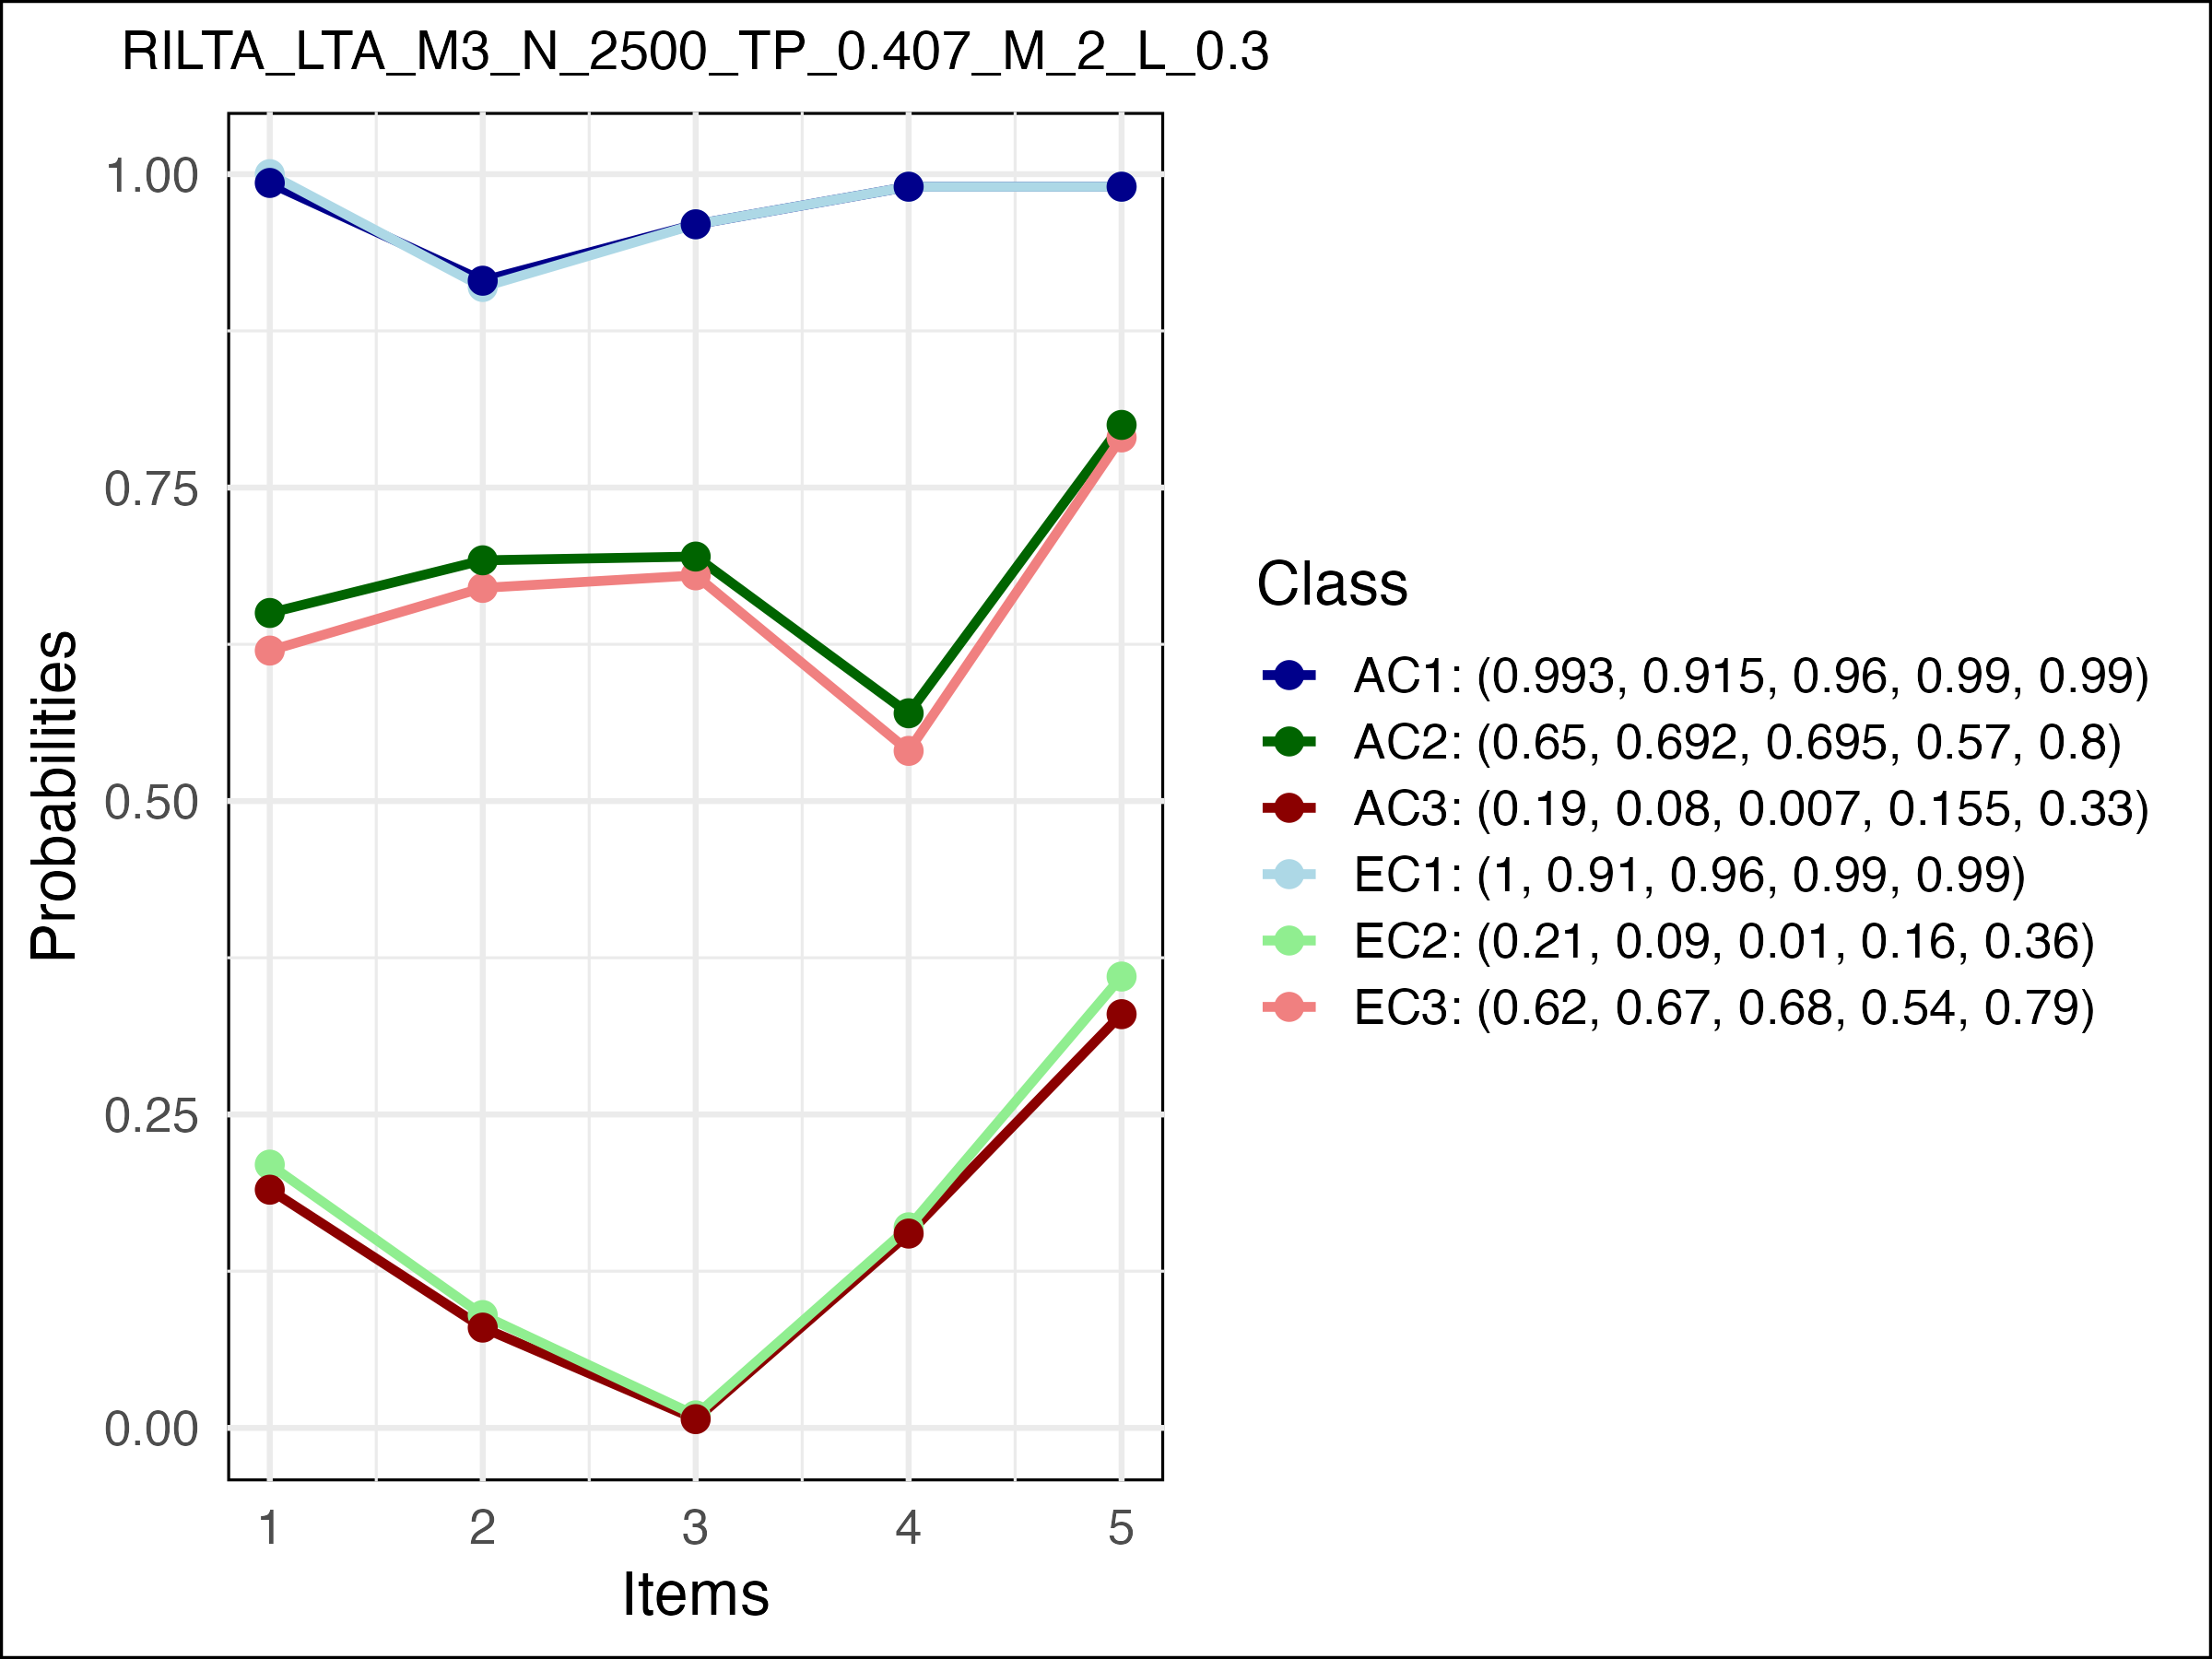 RILTA_LTA_M3_N_2500_TP_0.407_M_2_L_0.3
1.00
0.75
0.50
0.25
0.00
Probabilities
1 2 3 4 5
Items
Class
AC1: (0.993, 0.915, 0.96, 0.99, 0.99)
AC2: (0.65, 0.692, 0.695, 0.57, 0.8)
AC3: (0.19, 0.08, 0.007, 0.155, 0.33)
EC1: (1, 0.91, 0.96, 0.99, 0.99)
EC2: (0.21, 0.09, 0.01, 0.16, 0.36)
EC3: (0.62, 0.67, 0.68, 0.54, 0.79)